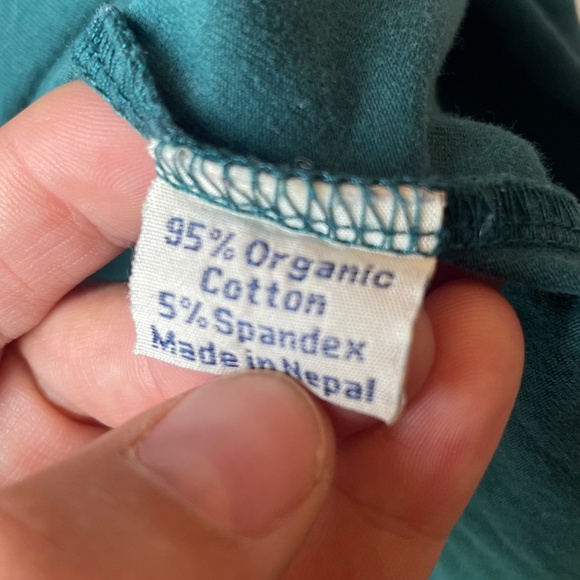 95% Organic
Cotton
5% Spandex
Made in Nepal